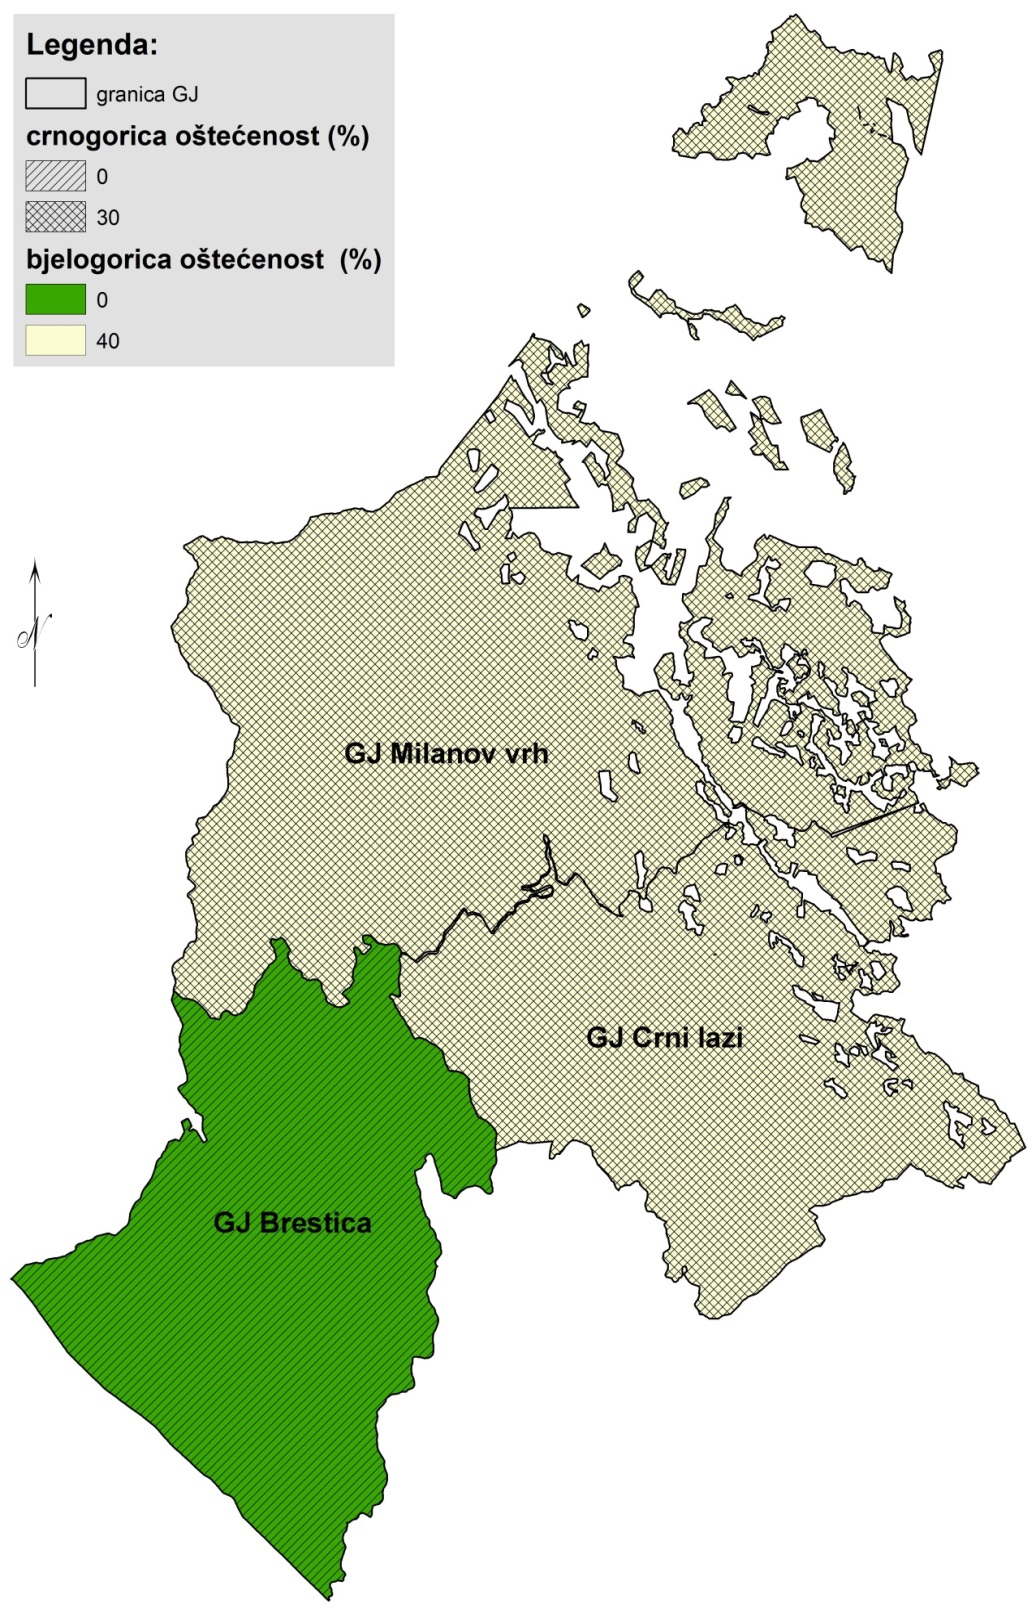 Legenda:
granica GJ
crnogorica oštećenost (%)
0
30
bjelogorica oštećenost (%)
0
40
N
GJ Milanov vrh
GJ Crni lazi
GJ Brestica